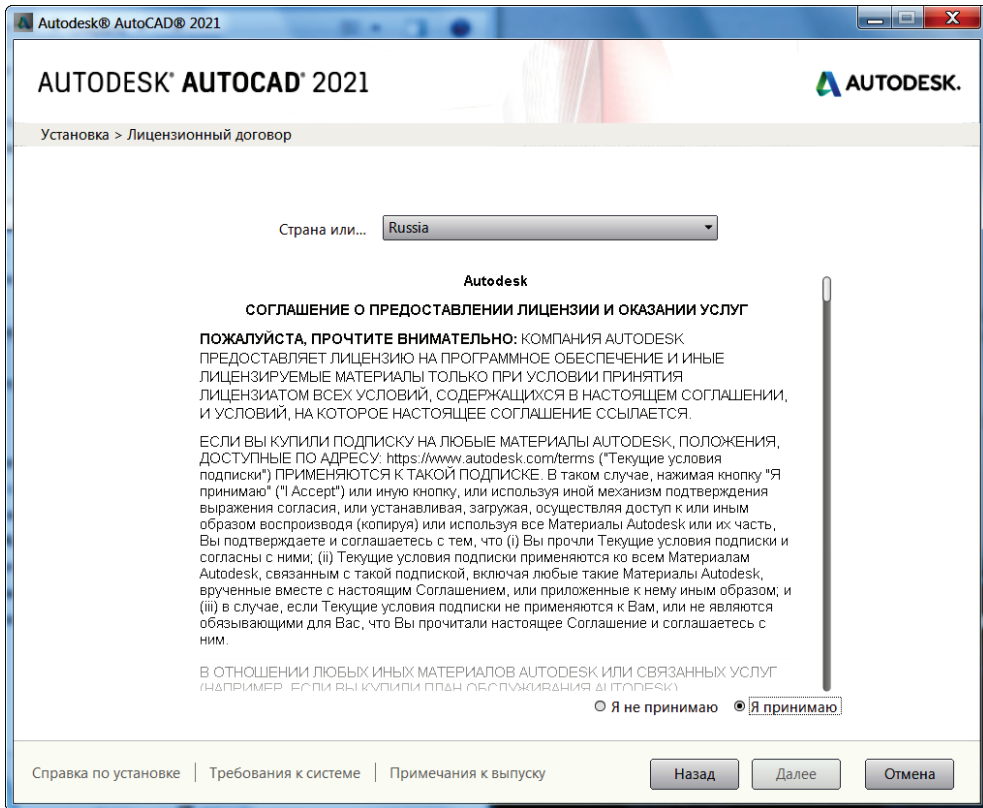 Autodesk® AutoCAD® 2021
AUTODESK® AUTOCAD® 2021
AUTODESK.
Установка > Лицензионный договор
Страна или... Russia
Autodesk
СОГЛАШЕНИЕ О ПРЕДОСТАВЛЕНИИ ЛИЦЕНЗИИ И ОКАЗАНИИ УСЛУГ
ПОЖАЛУЙСТА, ПРОЧТИТЕ ВНИМАТЕЛЬНО: КОМПАНИЯ AUTODESK
ПРЕДОСТАВЛЯЕТ ЛИЦЕНЗИЮ НА ПРОГРАММНОЕ ОБЕСПЕЧЕНИЕ И ИНЫЕ
ЛИЦЕНЗИРУЕМЫЕ МАТЕРИАЛЫ ТОЛЬКО ПРИ УСЛОВИИ ПРИНЯТИЯ
ЛИЦЕНЗИАТОМ ВСЕХ УСЛОВИЙ, СОДЕРЖАЩИХСЯ В НАСТОЯЩЕМ СОГЛАШЕНИИ,
И УСЛОВИЙ, НА КОТОРОЕ НАСТОЯЩЕЕ СОГЛАШЕНИЕ ССЫЛАЕТСЯ.
ЕСЛИ ВЫ КУПИЛИ ПОДПИСКУ НА ЛЮБЫЕ МАТЕРИАЛЫ AUTODESK, ПОЛОЖЕНИЯ,
ДОСТУПНЫЕ ПО АДРЕСУ: https://www.autodesk.com/terms ("Текущие условия
подписки") ПРИМЕНЯЮТСЯ К ТАКОЙ ПОДПИСКЕ. В таком случае, нажимая кнопку "Я
принимаю" ("I Accept") или иную кнопку, или используя иной механизм подтверждения
выражения согласия, или устанавливая, загружая, осуществляя доступ к или иным
образом воспроизводя (копируя) или используя все Материалы Autodesk или их часть,
Вы подтверждаете и соглашаетесь с тем, что (i) Вы прочли Текущие условия подписки и
согласны с ними; (ii) Текущие условия подписки применяются ко всем Материалам
Autodesk, связанным с такой подпиской, включая любые такие Материалы Autodesk,
врученные вместе с настоящим Соглашением, или приложенные к нему иным образом; и
(iii) в случае, если Текущие условия подписки не применяются к Вам, или не являются
обязывающими для Вас, что Вы прочитали настоящее Соглашение и соглашаетесь с
ним.
В ОТНОШЕНИИ ЛЮБЫХ ИНЫХ МАТЕРИАЛОВ AUTODESK ИЛИ СВЯЗАННЫХ УСЛУГ
(НАПРИМЕР, ЕСЛИ ВЫ КУПИЛИ ПЛАН ОБСЛУЖИВАНИЯ AUTODESK)
Я не принимаю Я принимаю
Справка по установке Требования к системе Примечания к выпуску Назад Далее Отмена